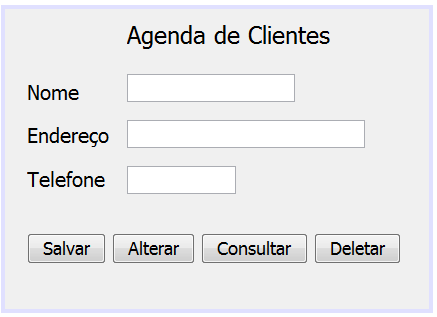 Agenda de Clientes
Nome
Endereço
Telefone
Salvar Alterar Consultar Deletar